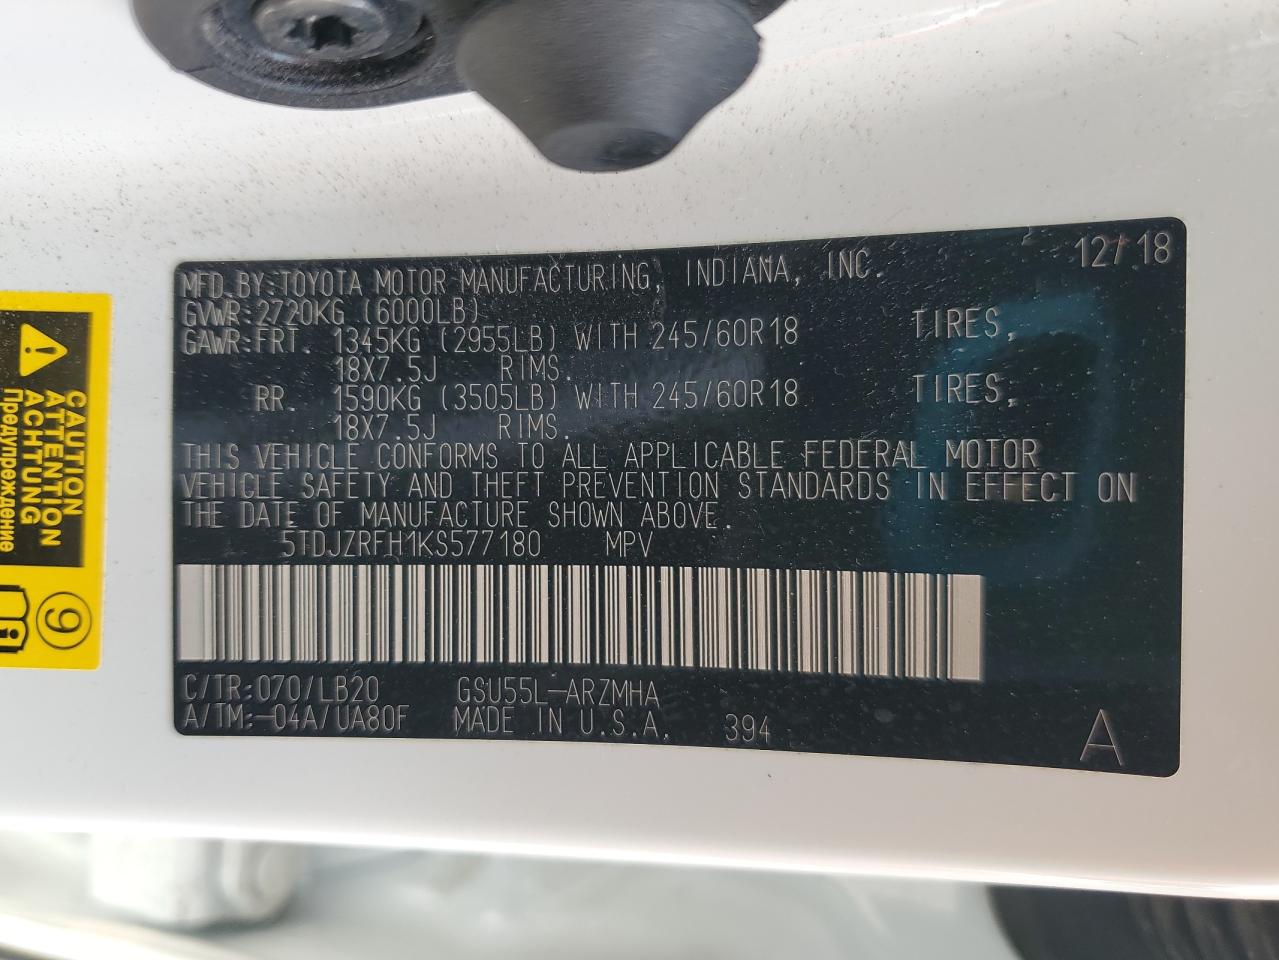 MFD.BY:TOYOTA MOTOR MANUFACTURING, INDIANA, INC. 12/18
GVWR:2720KG (6000LB)
GAWR:FRT. 1345KG (2955LB) WITH 245/60R18 TIRES,
18X7.5J RIMS.
RR. 1590KG (3505LB) WITH 245/60R18 TIRES,
18X7.5J RIMS.
THIS VEHICLE CONFORMS TO ALL APPLICABLE FEDERAL MOTOR
VEHICLE SAFETY AND THEFT PREVENTION STANDARDS IN EFFECT ON
THE DATE OF MANUFACTURE SHOWN ABOVE.
5TDJZRFH1KS577180 MPV
C/TR:070/LB20 GSU55L-ARZMHA
A/TM:-04A/UA80F MADE IN U.S.A. 394 A
CAUTION
ATTENTION
ACHTUNG
Предупреждение
9